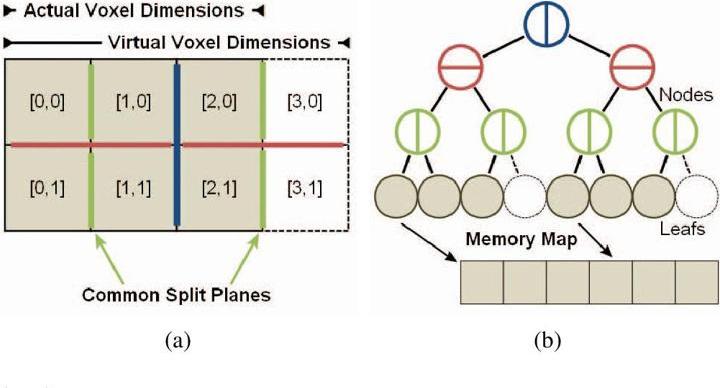 Actual Voxel Dimensions
Virtual Voxel Dimensions
[0,0] [1,0] [2,0] [3,0]
[0,1] [1,1] [2,1] [3,1]
Common Split Planes
(a)
Nodes
Leafs
Memory Map
(b)